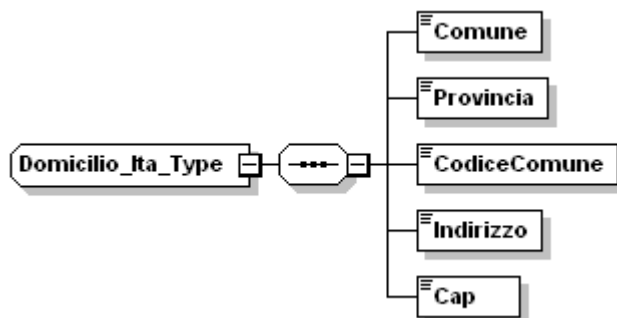 Comune
Provincia
Domicilio_Ita_Type
CodiceComune
Indirizzo
Cap